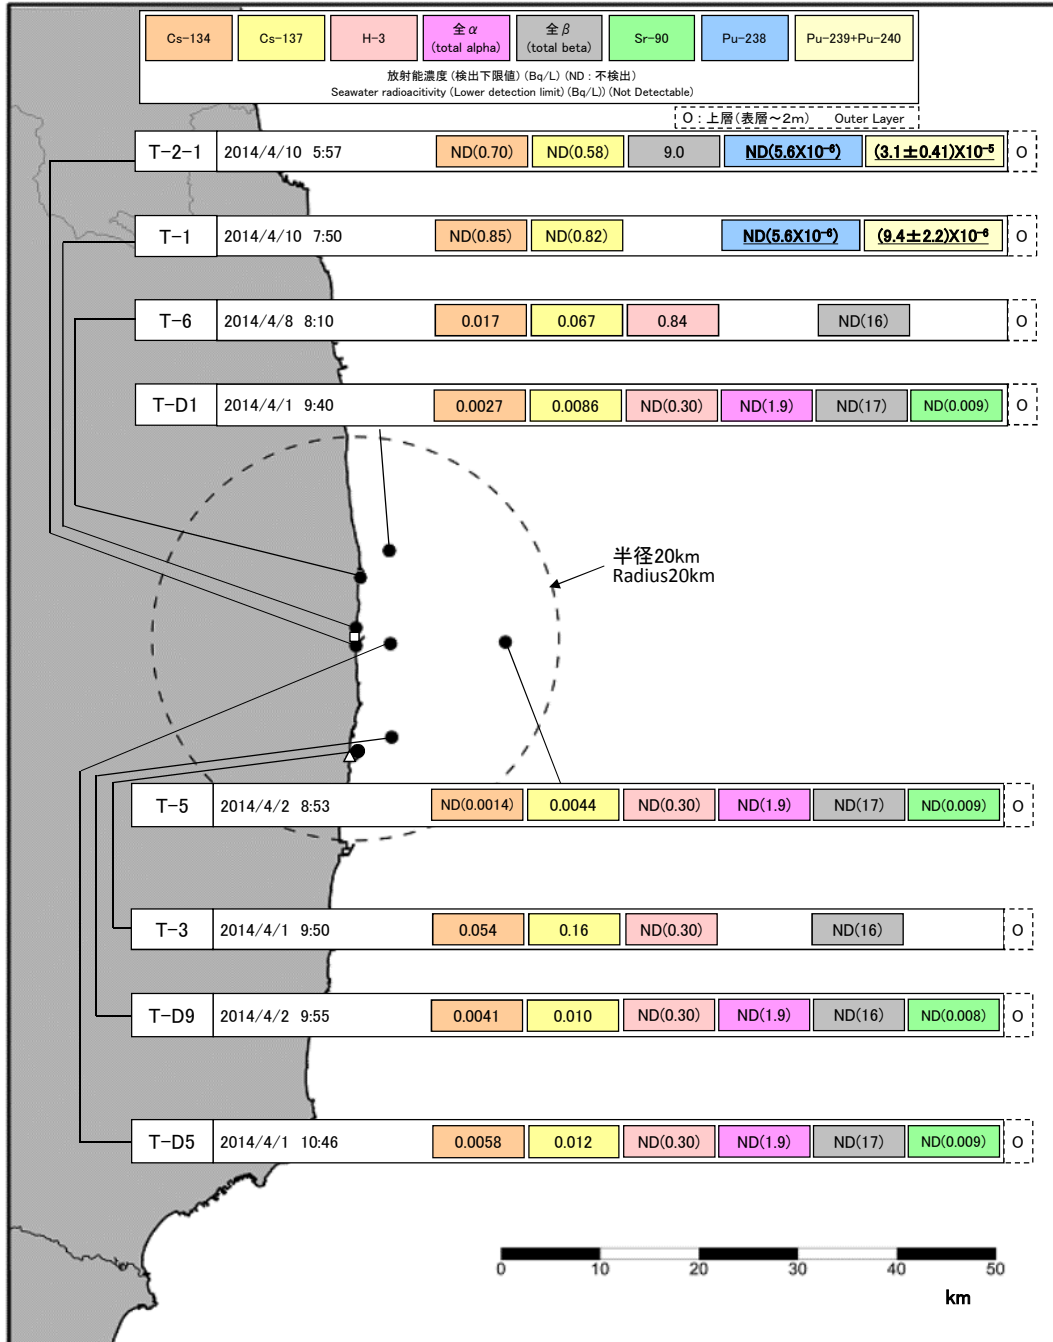 Cs-134 Cs-137 H-3 全α (total alpha) 全β (total beta) Sr-90 Pu-238 Pu-239+Pu-240
放射能濃度 (検出下限値) (Bq/L) (ND : 不検出)
Seawater radioacitivity (Lower detection limit) (Bq/L)) (Not Detectable)
O : 上層(表層～2m) Outer Layer
T-2-1 2014/4/10 5:57 ND(0.70) ND(0.58) 9.0 ND(5.6X10⁻⁶) (3.1±0.41)X10⁻⁵ O
T-1 2014/4/10 7:50 ND(0.85) ND(0.82) ND(5.6X10⁻⁶) (9.4±2.2)X10⁻⁶ O
T-6 2014/4/8 8:10 0.017 0.067 0.84 ND(16) O
T-D1 2014/4/1 9:40 0.0027 0.0086 ND(0.30) ND(1.9) ND(17) ND(0.009) O
半径20km
Radius20km
T-5 2014/4/2 8:53 ND(0.0014) 0.0044 ND(0.30) ND(1.9) ND(17) ND(0.009) O
T-3 2014/4/1 9:50 0.054 0.16 ND(0.30) ND(16) O
T-D9 2014/4/2 9:55 0.0041 0.010 ND(0.30) ND(1.9) ND(16) ND(0.008) O
T-D5 2014/4/1 10:46 0.0058 0.012 ND(0.30) ND(1.9) ND(17) ND(0.009) O
0 10 20 30 40 50
km